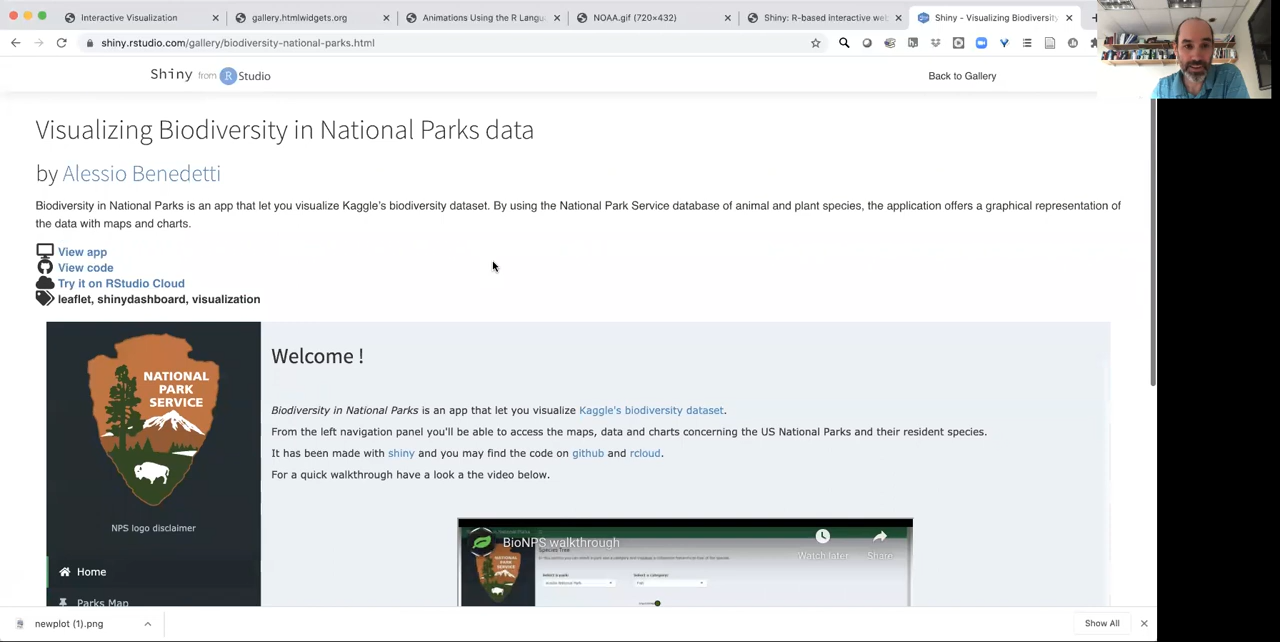 Interactive Visualization
gallery.htmlwidgets.org
Animations Using the R Langu
NOAA.gif (720×432)
Shiny: R-based interactive web
Shiny - Visualizing Biodiversity
shiny.rstudio.com/gallery/biodiversity-national-parks.html
Shiny from R Studio
Back to Gallery
Visualizing Biodiversity in National Parks data
by Alessio Benedetti
Biodiversity in National Parks is an app that let you visualize Kaggle's biodiversity dataset. By using the National Park Service database of animal and plant species, the application offers a graphical representation of
the data with maps and charts.
View app
View code
Try it on RStudio Cloud
leaflet, shinydashboard, visualization
NATIONAL
PARK
SERVICE
NPS logo disclaimer
Home
Parks Map
Welcome !
Biodiversity in National Parks is an app that let you visualize Kaggle's biodiversity dataset.
From the left navigation panel you'll be able to access the maps, data and charts concerning the US National Parks and their resident species.
It has been made with shiny and you may find the code on github and rcloud.
For a quick walkthrough have a look a the video below.
BioNPS walkthrough
Watch later
Share
Species Tree
newplot (1).png
Show All